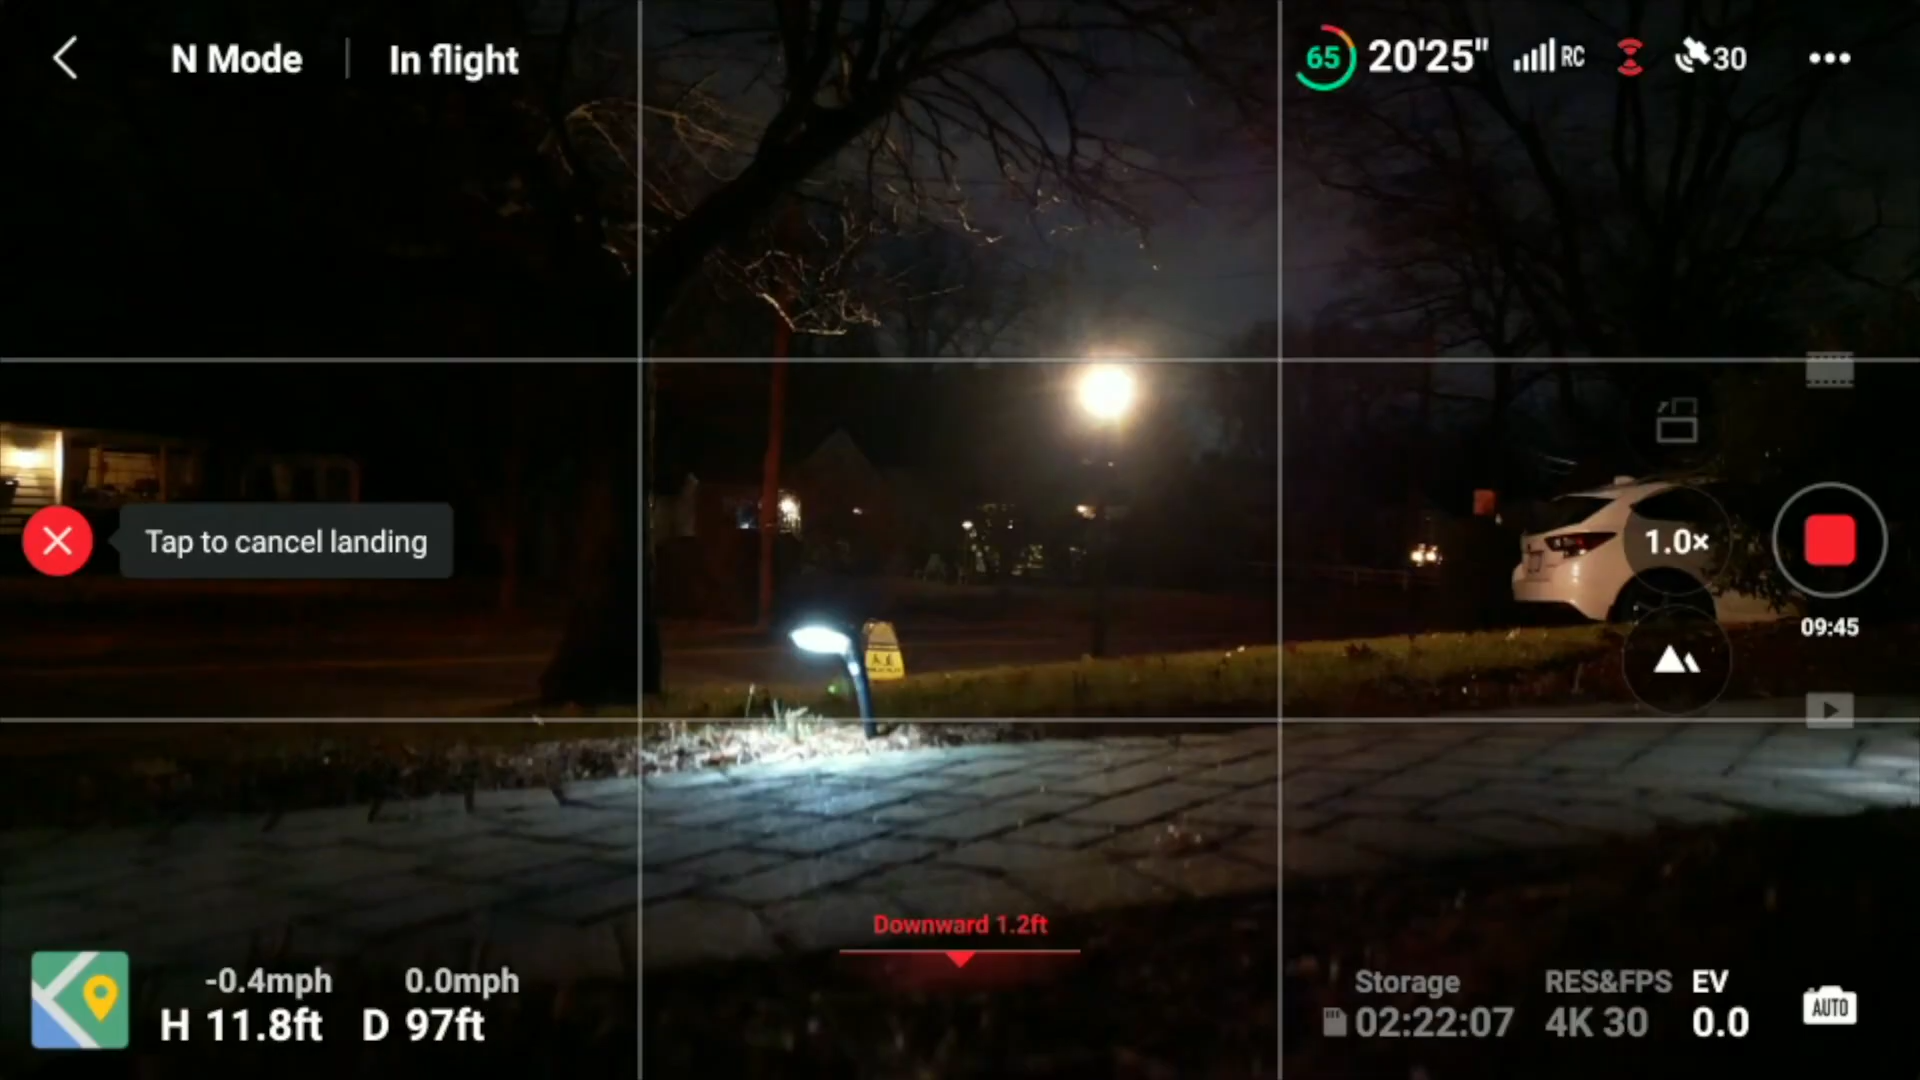 N Mode | In flight
65 20'25" RC 30
Tap to cancel landing
1.0×
09:45
Downward 1.2ft
-0.4mph 0.0mph
H 11.8ft D 97ft
Storage RES&FPS EV
02:22:07 4K 30 0.0
AUTO